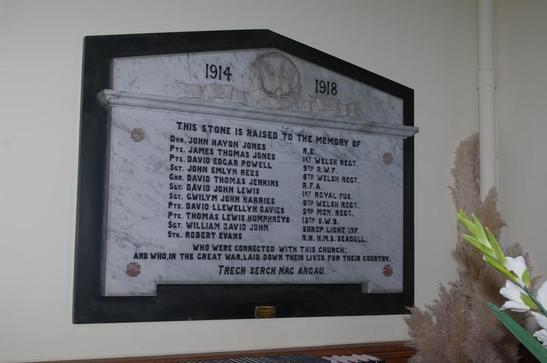 1914 1918
THIS STONE IS RAISED TO THE MEMORY OF
DVR. JOHN HAYDN JONES R.E.
PTE. JAMES THOMAS JONES 1ST WELSH REGT.
PTE. DAVID EDGAR POWELL 9TH R.W.F.
SGT. JOHN EMLYN REES 6TH WELSH REGT.
GNR. DAVID THOMAS JENKINS R.F.A.
SGT. DAVID JOHN LEWIS 1ST ROYAL FUS.
SGT. GWILYM JOHN HARRIES 9TH WELSH REGT.
PTE. DAVID LLEWELLYN DAVIES 2ND MON. REGT.
PTE. THOMAS LEWIS HUMPHREYS 13TH S.W.B.
SGT. WILLIAM DAVID JOHN SHROP. LIGHT INF.
STR. ROBERT EVANS R.N. H.M.S. SEAGULL.
WHO WERE CONNECTED WITH THIS CHURCH;
AND WHO, IN THE GREAT WAR, LAID DOWN THEIR LIVES FOR THEIR COUNTRY.
TRECH SERCH NAC ANGAU.